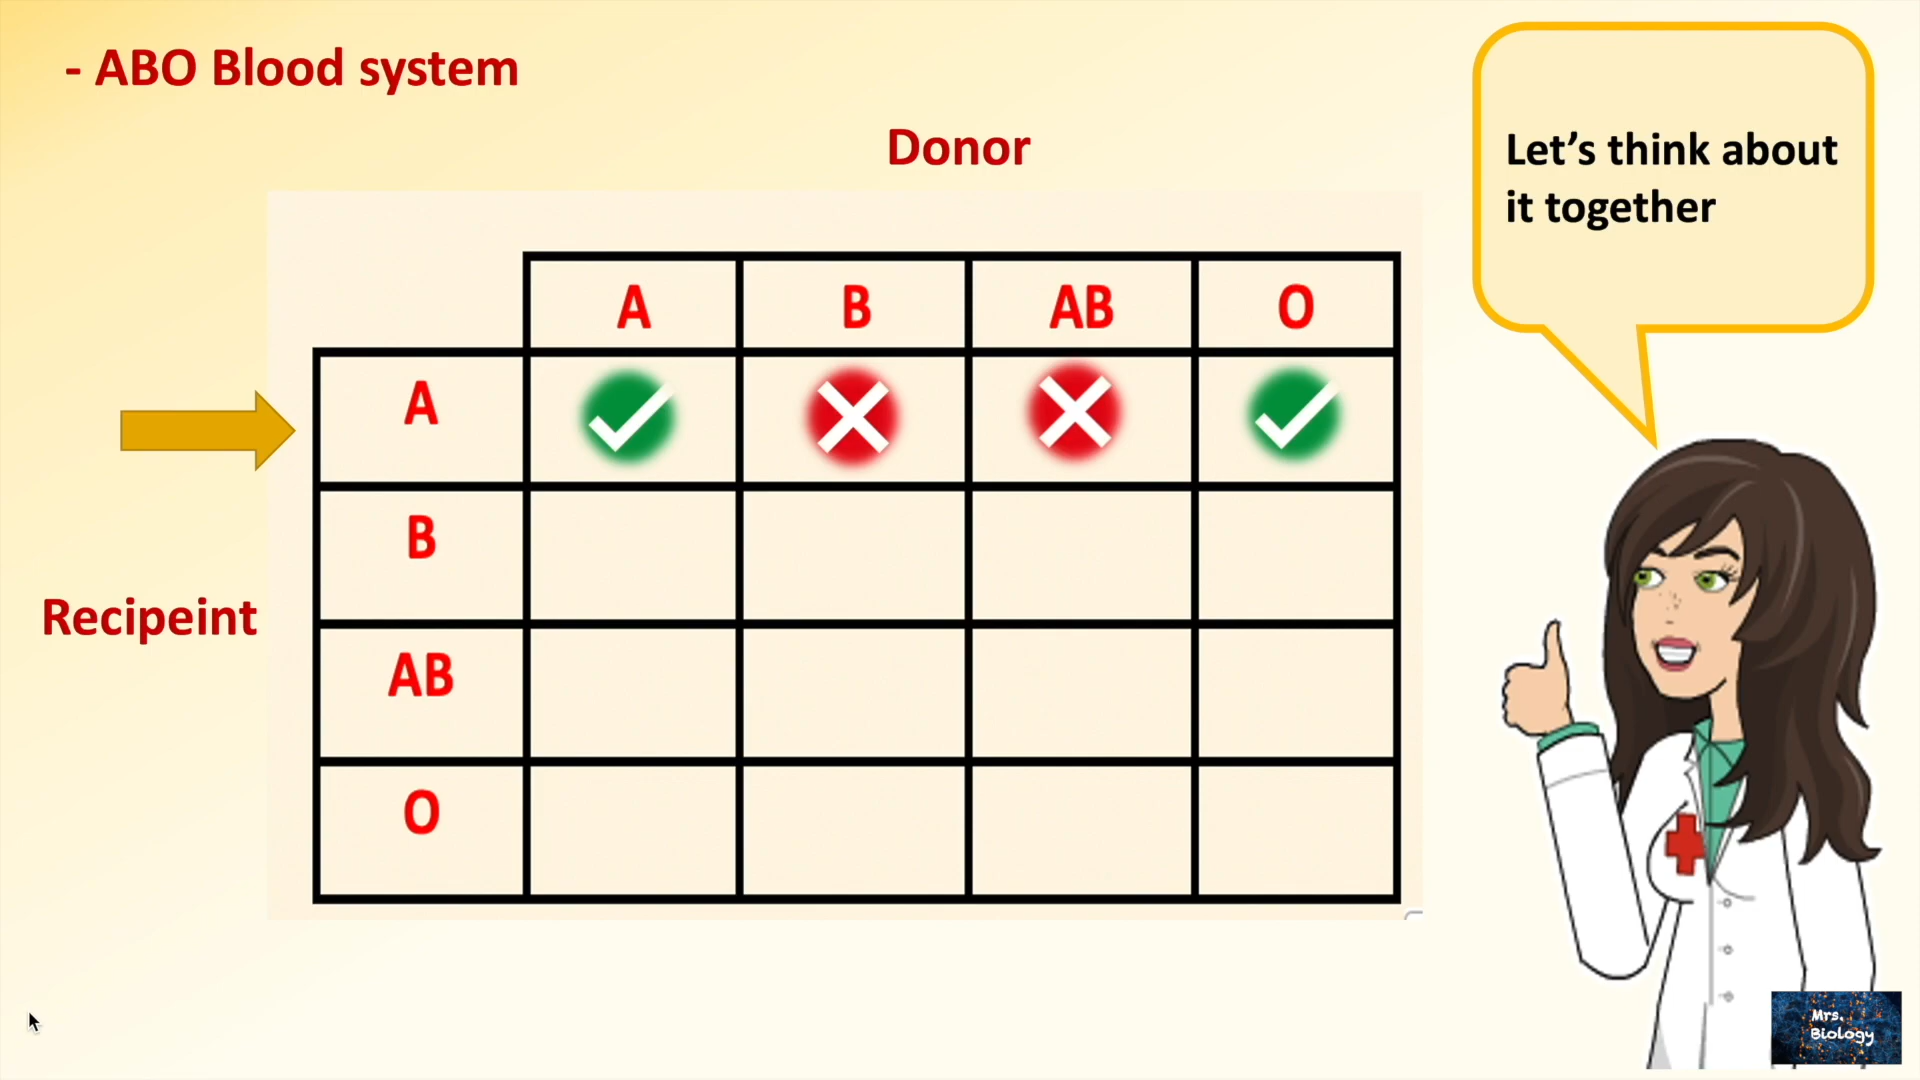 - ABO Blood system
Let’s think about
it together
Donor
A B AB O
A
B
Recipeint
AB
O
Mrs.
Biology